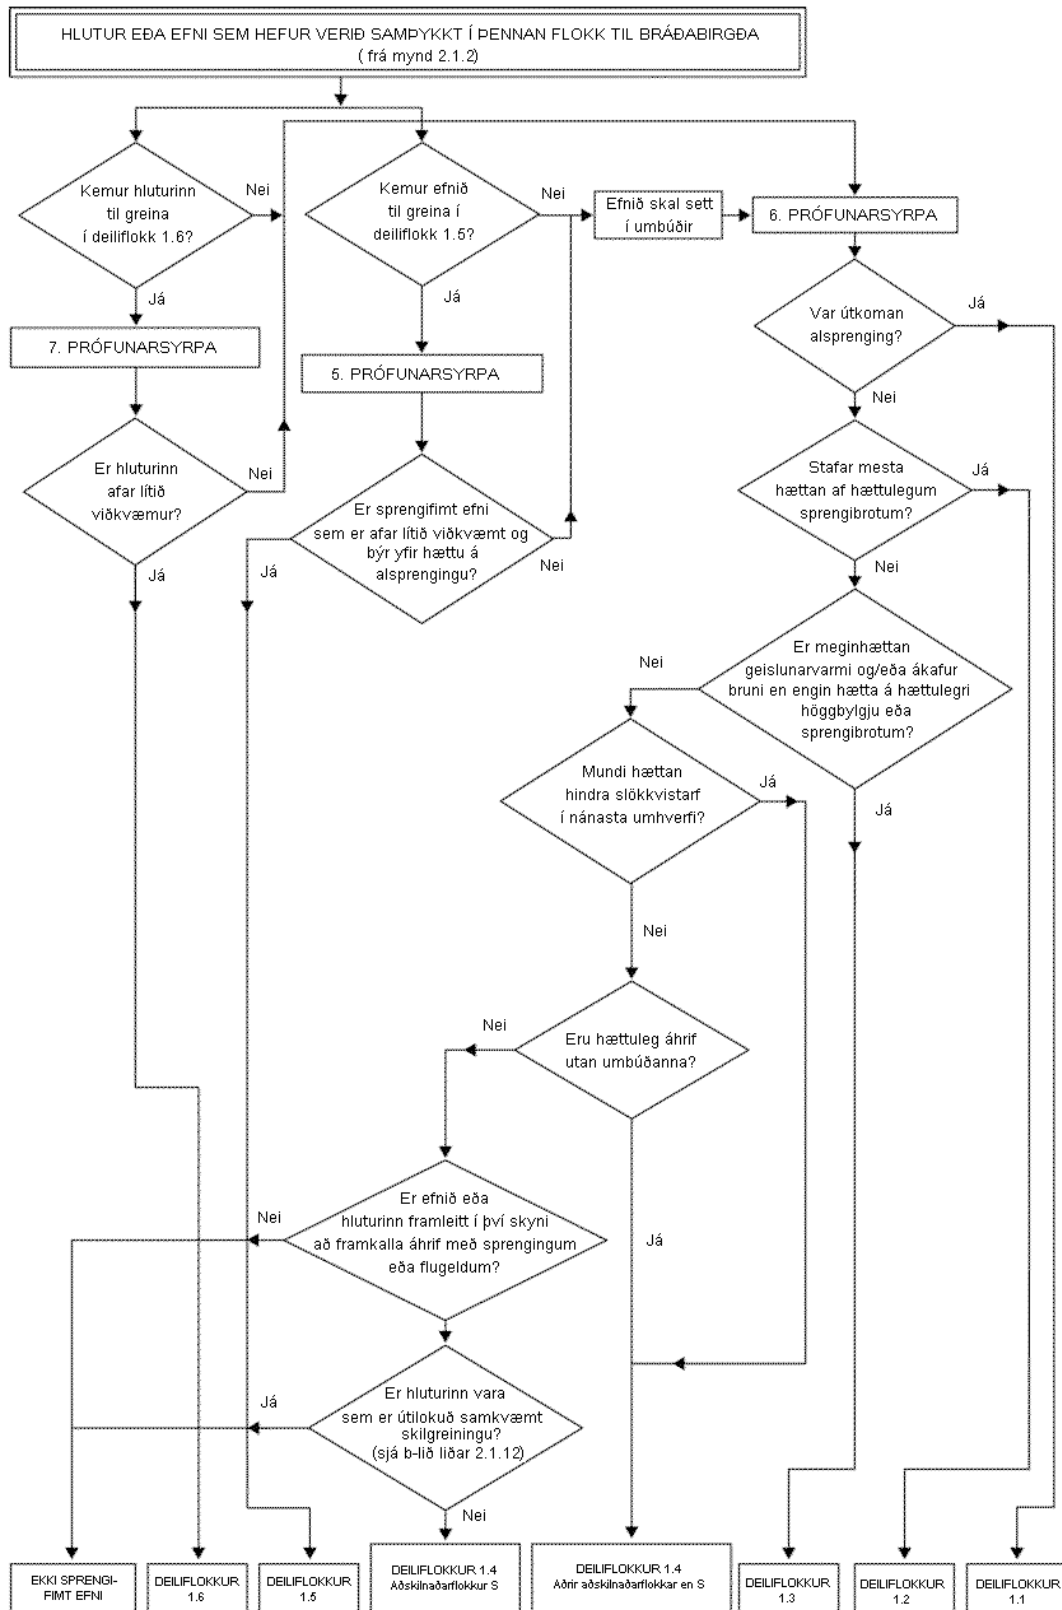 HLUTUR EÐA EFNI SEM HEFUR VERIÐ SAMÞYKKT Í ÞENNAN FLOKK TIL BRÁÐABIRGÐA
( frá mynd 2.1.2)
Kemur hluturinn
til greina
í deiliflokk 1.6?
Nei
Já
Kemur efnið
til greina í
deiliflokk 1.5?
Nei
Já
Efnið skal sett
í umbúðir
6. PRÓFUNARSYRPA
7. PRÓFUNARSYRPA
5. PRÓFUNARSYRPA
Var útkoman
alsprenging?
Já
Nei
Er hluturinn
afar lítið
viðkvæmur?
Nei
Já
Er sprengifimt efni
sem er afar lítið viðkvæmt og
býr yfir hættu á
alsprengingu?
Já
Nei
Stafar mesta
hættan af hættulegum
sprengibrotum?
Já
Nei
Er meginhættan
geislunarvarmi og/eða ákafur
bruni en engin hætta á hættulegri
höggbylgju eða
sprengibrotum?
Nei
Já
Mundi hættan
hindra slökkvistarf
í nánasta umhverfi?
Já
Nei
Eru hættuleg áhrif
utan umbúðanna?
Nei
Já
Er efnið eða
hluturinn framleitt í því skyni
að framkalla áhrif með sprengingum
eða flugeldum?
Nei
Er hluturinn vara
sem er útilokuð samkvæmt
skilgreiningu?
(sjá b-lið liðar 2.1.12)
Já
Nei
EKKI SPRENGI-
FIMT EFNI
DEILIFLOKKUR
1.6
DEILIFLOKKUR
1.5
DEILIFLOKKUR 1.4
Aðskilnaðarflokkur S
DEILIFLOKKUR 1.4
Aðrir aðskilnaðarflokkar en S
DEILIFLOKKUR
1.3
DEILIFLOKKUR
1.2
DEILIFLOKKUR
1.1